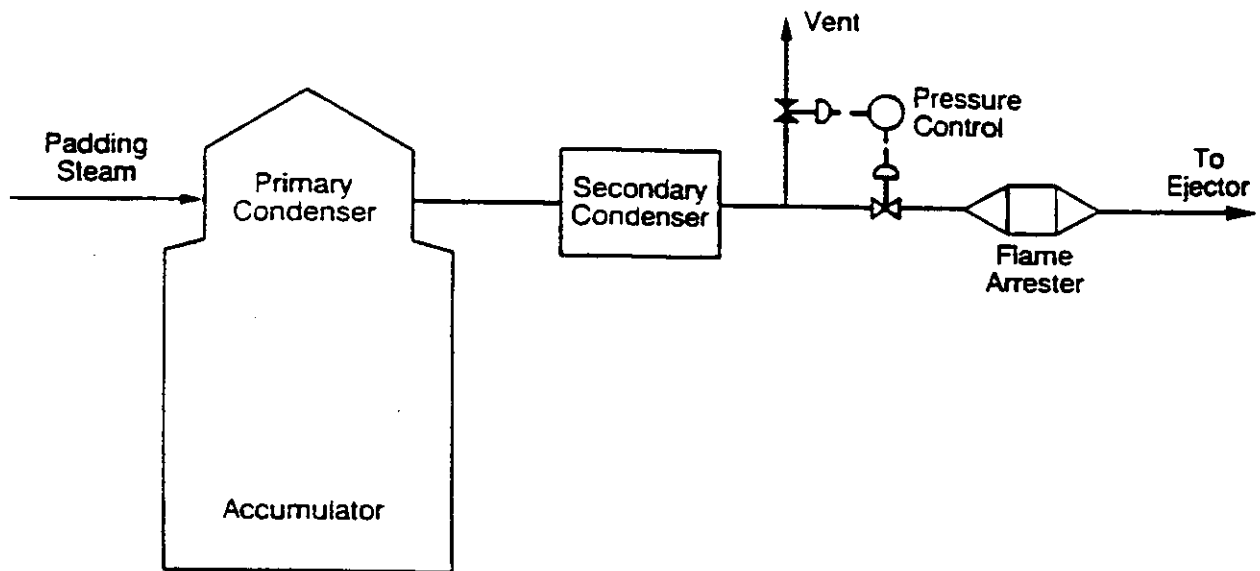 Vent
Pressure
Control
Padding
Steam
Primary
Condenser
Secondary
Condenser
To
Ejector
Flame
Arrester
Accumulator